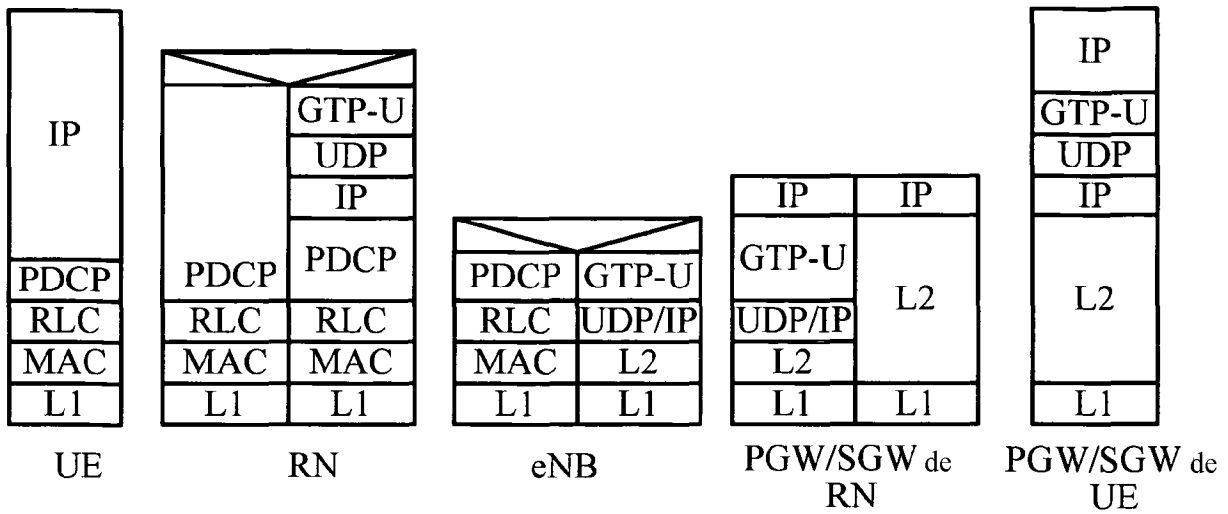 IP
PDCP
RLC
MAC
L1
UE
GTP-U
UDP
IP
PDCP PDCP
RLC RLC
MAC MAC
L1 L1
RN
PDCP GTP-U
RLC UDP/IP
MAC L2
L1 L1
eNB
IP IP
GTP-U
L2
UDP/IP
L2
L1 L1
PGW/SGW de
RN
IP
GTP-U
UDP
IP
L2
L1
PGW/SGW de
UE